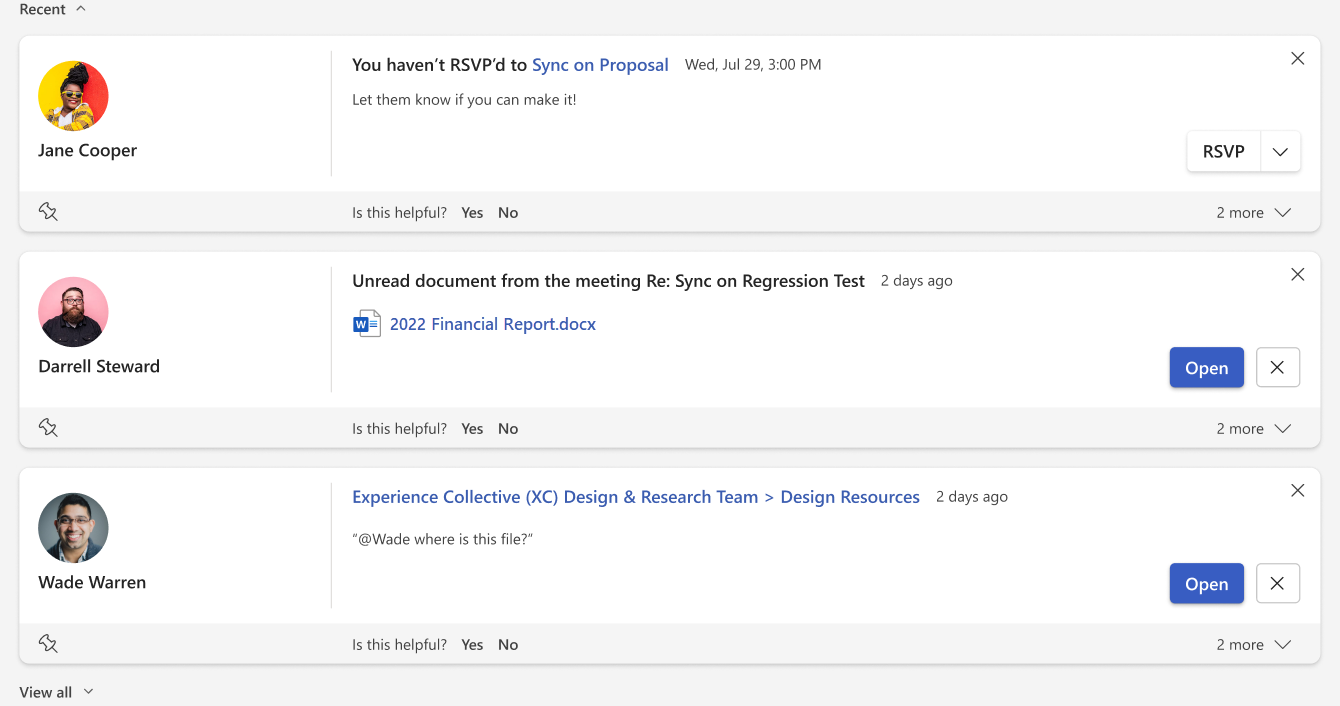 Recent
You haven’t RSVP’d to Sync on Proposal Wed, Jul 29, 3:00 PM
Let them know if you can make it!
Jane Cooper
RSVP
Is this helpful? Yes No 2 more
Unread document from the meeting Re: Sync on Regression Test 2 days ago
W 2022 Financial Report.docx
Darrell Steward
Open
Is this helpful? Yes No 2 more
Experience Collective (XC) Design & Research Team > Design Resources 2 days ago
“@Wade where is this file?”
Wade Warren
Open
Is this helpful? Yes No 2 more
View all